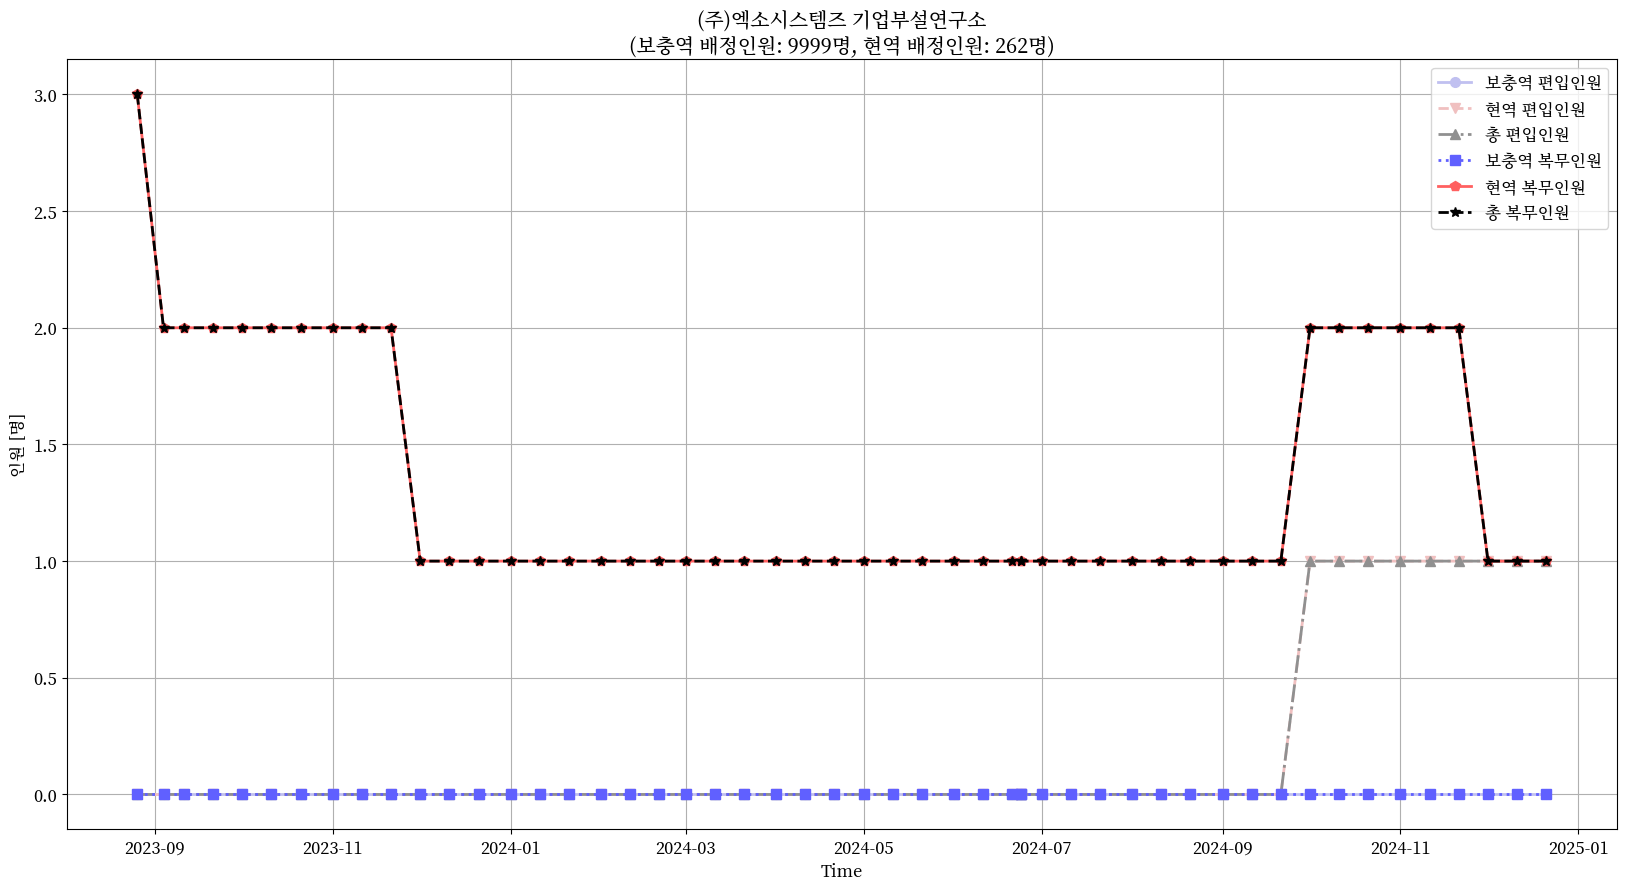 (주)엑소시스템즈 기업부설연구소
(보충역 배정인원: 9999명, 현역 배정인원: 262명)
보충역 편입인원
현역 편입인원
총 편입인원
보충역 복무인원
현역 복무인원
총 복무인원
3.0
2.5
2.0
1.5
1.0
0.5
0.0
인원 [명]
2023-09
2023-11
2024-01
2024-03
2024-05
2024-07
2024-09
2024-11
2025-01
Time